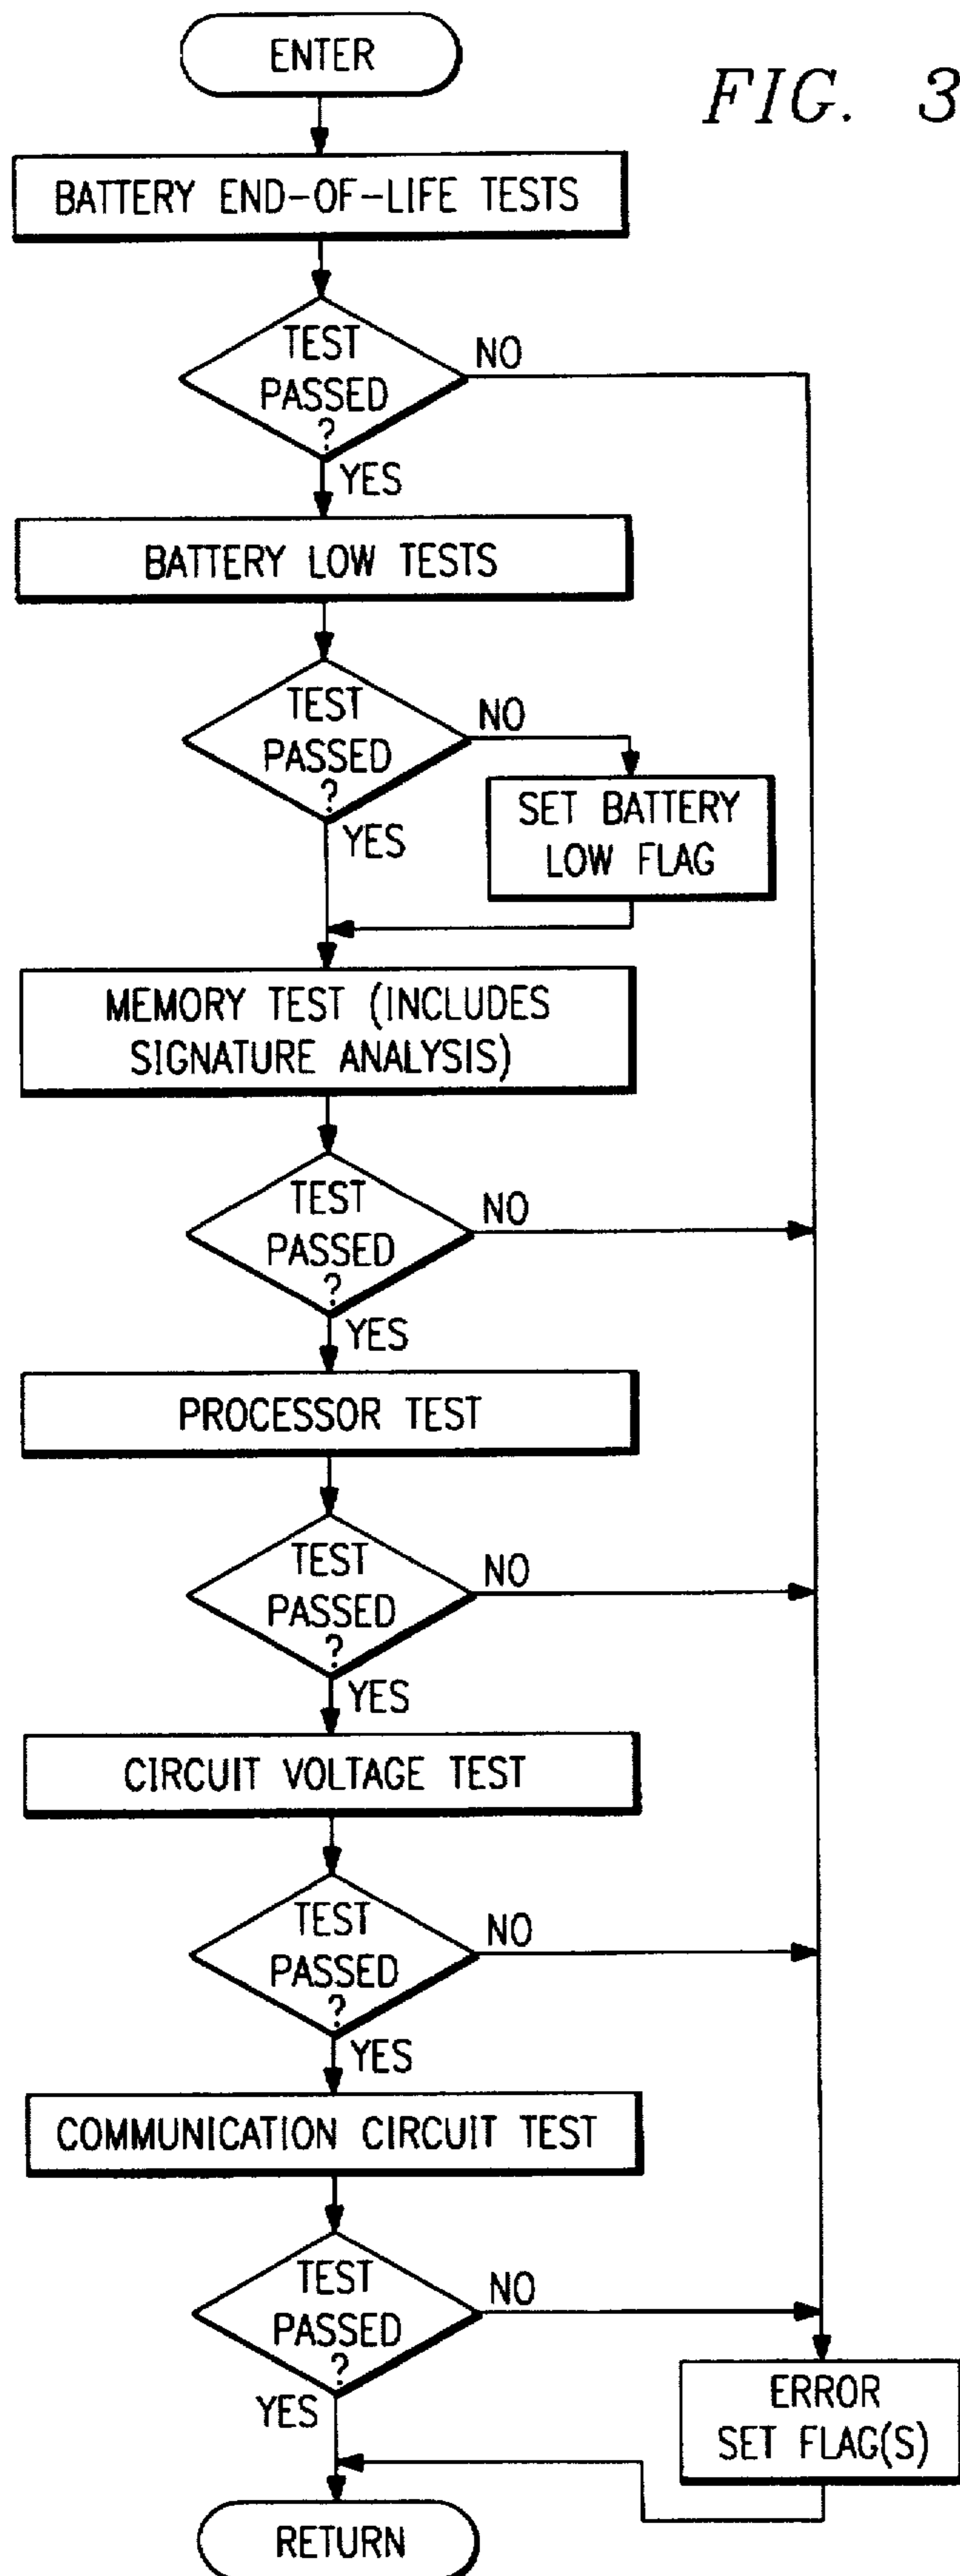 ENTER
FIG. 3
BATTERY END-OF-LIFE TESTS
TEST
PASSED
?
NO
YES
BATTERY LOW TESTS
TEST
PASSED
?
NO
YES
SET BATTERY
LOW FLAG
MEMORY TEST (INCLUDES
SIGNATURE ANALYSIS)
TEST
PASSED
?
NO
YES
PROCESSOR TEST
TEST
PASSED
?
NO
YES
CIRCUIT VOLTAGE TEST
TEST
PASSED
?
NO
YES
COMMUNICATION CIRCUIT TEST
TEST
PASSED
?
NO
YES
ERROR
SET FLAG(S)
RETURN